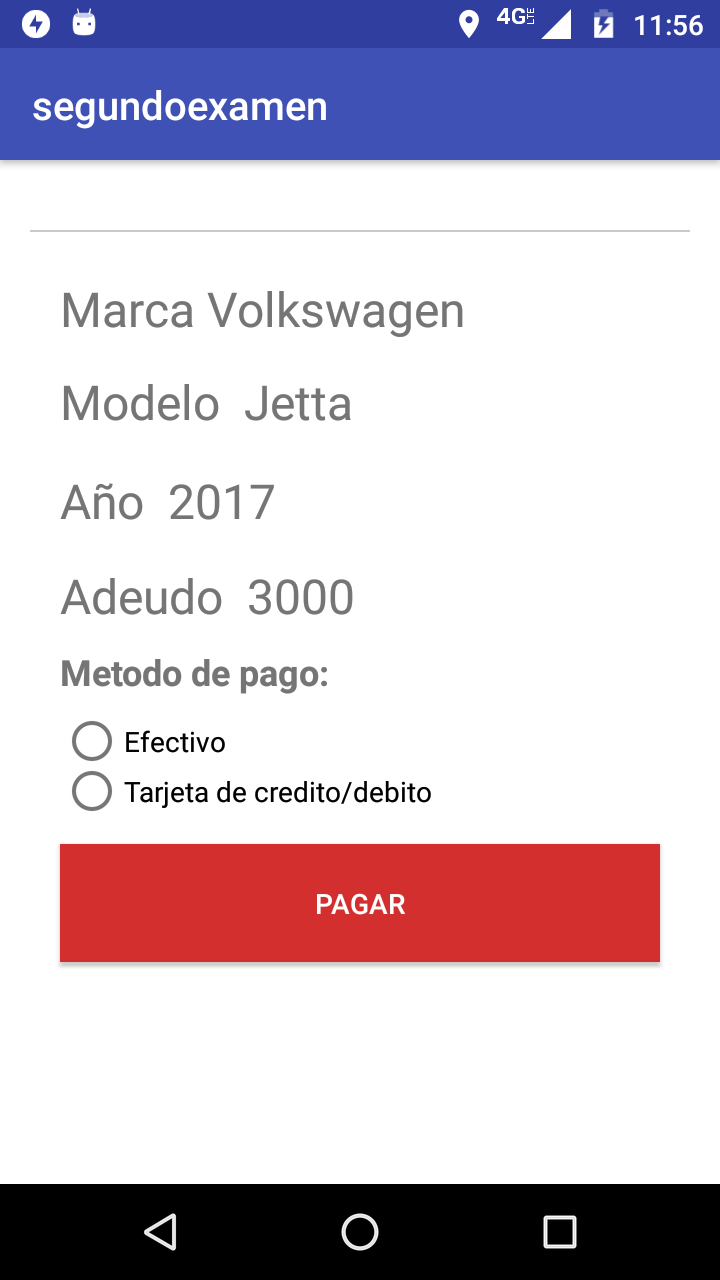 4G LTE 11:56
segundoexamen
Marca Volkswagen
Modelo Jetta
Año 2017
Adeudo 3000
Metodo de pago:
Efectivo
Tarjeta de credito/debito
PAGAR